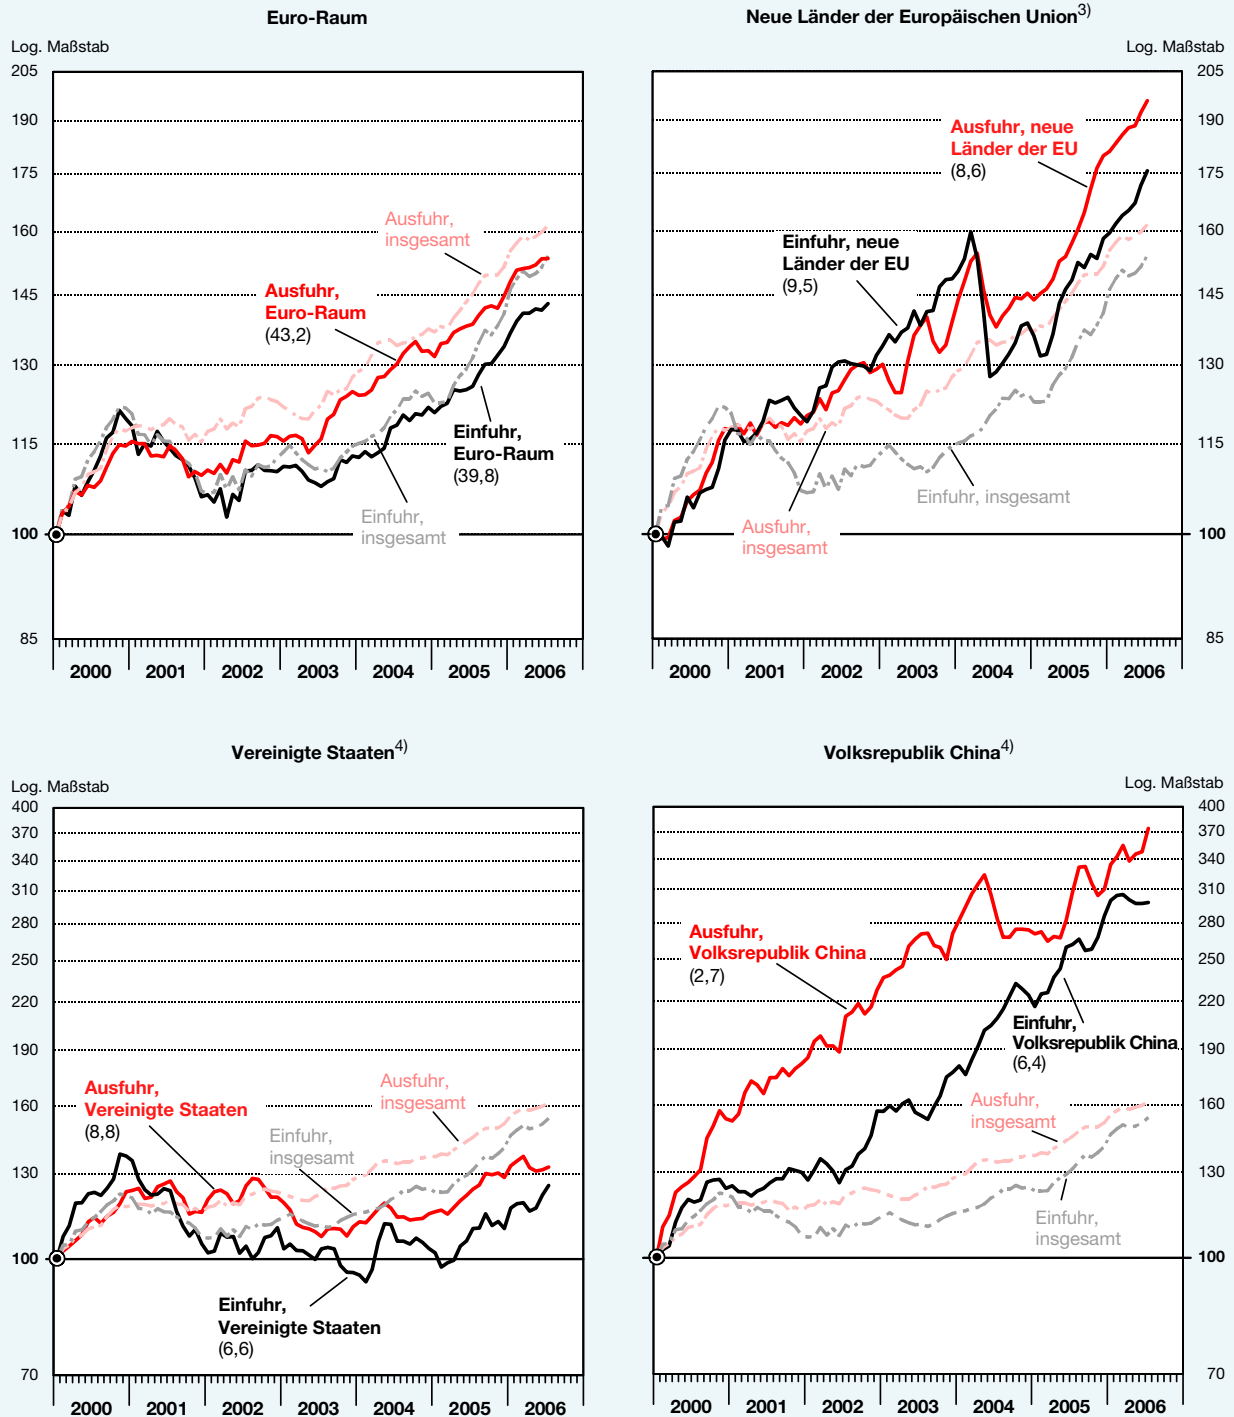 Euro-Raum
Log. Maßstab
205
190
175
160
145
130
115
100
85
Ausfuhr,
insgesamt
Ausfuhr,
Euro-Raum
(43,2)
Einfuhr,
Euro-Raum
(39,8)
Einfuhr,
insgesamt
2000 2001 2002 2003 2004 2005 2006
Neue Länder der Europäischen Union3)
Log. Maßstab
205
190
175
160
145
130
115
100
85
Ausfuhr, neue
Länder der EU
(8,6)
Einfuhr, neue
Länder der EU
(9,5)
Einfuhr, insgesamt
Ausfuhr,
insgesamt
2000 2001 2002 2003 2004 2005 2006
Vereinigte Staaten4)
Log. Maßstab
400
370
340
310
280
250
220
190
160
130
100
70
Ausfuhr,
Vereinigte Staaten
(8,8)
Ausfuhr,
insgesamt
Einfuhr,
insgesamt
Einfuhr,
Vereinigte Staaten
(6,6)
2000 2001 2002 2003 2004 2005 2006
Volksrepublik China4)
Log. Maßstab
400
370
340
310
280
250
220
190
160
130
100
70
Ausfuhr,
Volksrepublik China
(2,7)
Einfuhr,
Volksrepublik China
(6,4)
Ausfuhr,
insgesamt
Einfuhr,
insgesamt
2000 2001 2002 2003 2004 2005 2006